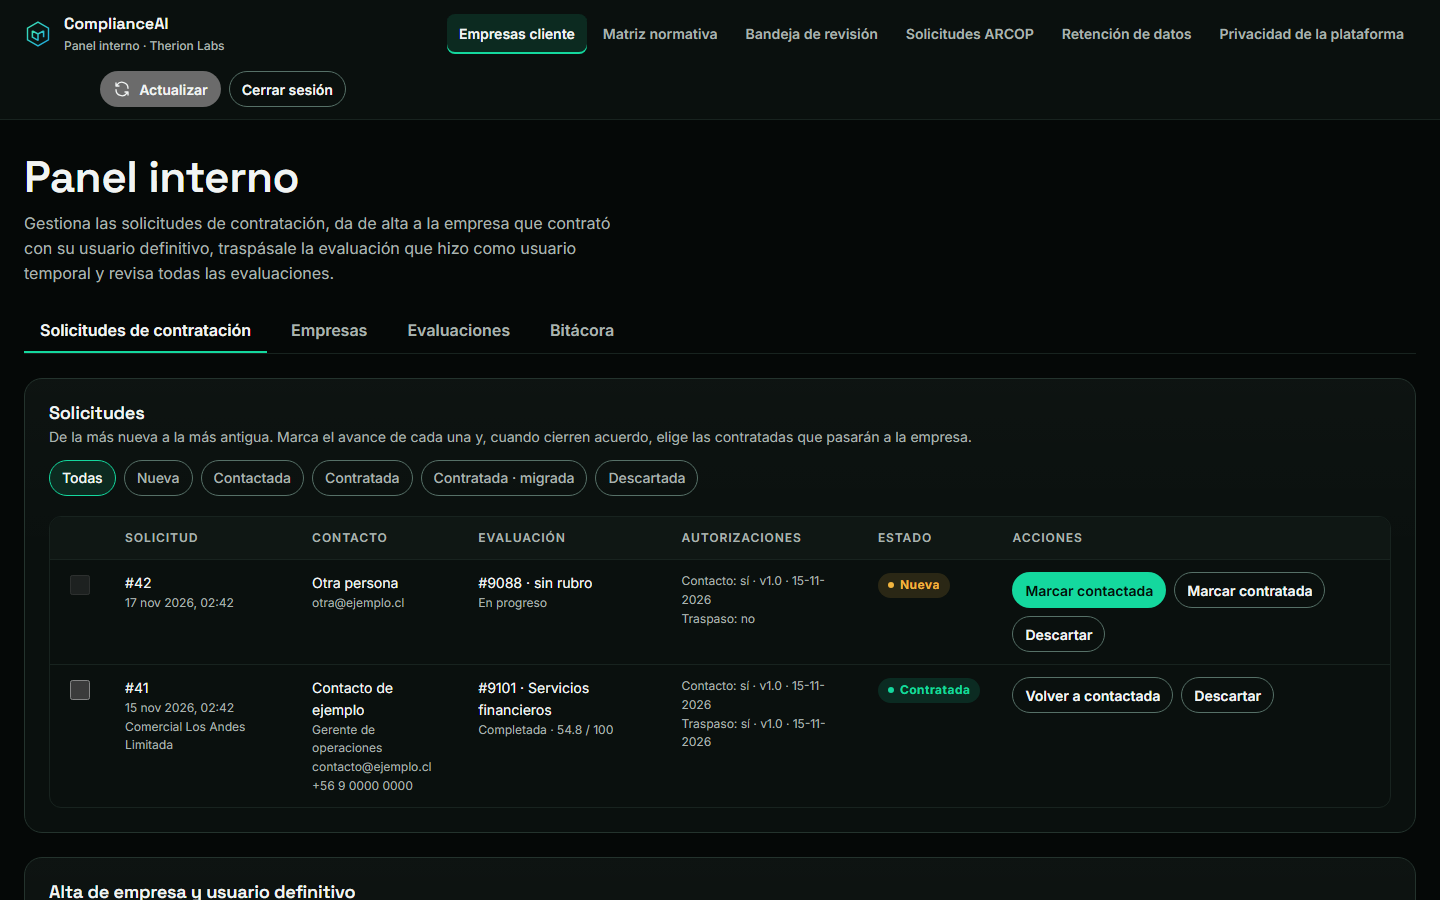 ComplianceAI
Panel interno · Therion Labs
Empresas cliente
Matriz normativa
Bandeja de revisión
Solicitudes ARCOP
Retención de datos
Privacidad de la plataforma
Actualizar
Cerrar sesión
Panel interno
Gestiona las solicitudes de contratación, da de alta a la empresa que contrató
con su usuario definitivo, traspásale la evaluación que hizo como usuario
temporal y revisa todas las evaluaciones.
Solicitudes de contratación
Empresas
Evaluaciones
Bitácora
Solicitudes
De la más nueva a la más antigua. Marca el avance de cada una y, cuando cierren acuerdo, elige las contratadas que pasarán a la empresa.
Todas
Nueva
Contactada
Contratada
Contratada · migrada
Descartada
SOLICITUD
CONTACTO
EVALUACIÓN
AUTORIZACIONES
ESTADO
ACCIONES
#42
17 nov 2026, 02:42
Otra persona
otra@ejemplo.cl
#9088 · sin rubro
En progreso
Contacto: sí · v1.0 · 15-11-
2026
Traspaso: no
Nueva
Marcar contactada
Marcar contratada
Descartar
#41
15 nov 2026, 02:42
Comercial Los Andes
Limitada
Contacto de
ejemplo
Gerente de
operaciones
contacto@ejemplo.cl
+56 9 0000 0000
#9101 · Servicios
financieros
Completada · 54.8 / 100
Contacto: sí · v1.0 · 15-11-
2026
Traspaso: sí · v1.0 · 15-11-
2026
Contratada
Volver a contactada
Descartar
Alta de empresa y usuario definitivo